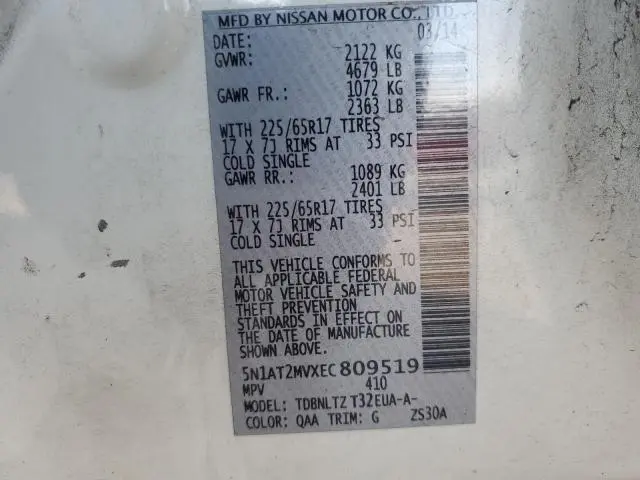 MFD BY NISSAN MOTOR CO., LTD.
DATE: 03/14
GVWR: 2122 KG
4679 LB
GAWR FR.: 1072 KG
2363 LB
WITH 225/65R17 TIRES
17 X 7J RIMS AT 33 PSI
COLD SINGLE
GAWR RR.: 1089 KG
2401 LB
WITH 225/65R17 TIRES
17 X 7J RIMS AT 33 PSI
COLD SINGLE
THIS VEHICLE CONFORMS TO
ALL APPLICABLE FEDERAL
MOTOR VEHICLE SAFETY AND
THEFT PREVENTION
STANDARDS IN EFFECT ON
THE DATE OF MANUFACTURE
5N1AT2MVXEC809519
MPV 410
MODEL: TDBNLTZ T32EUA-A-
COLOR: QAA TRIM: G ZS30A